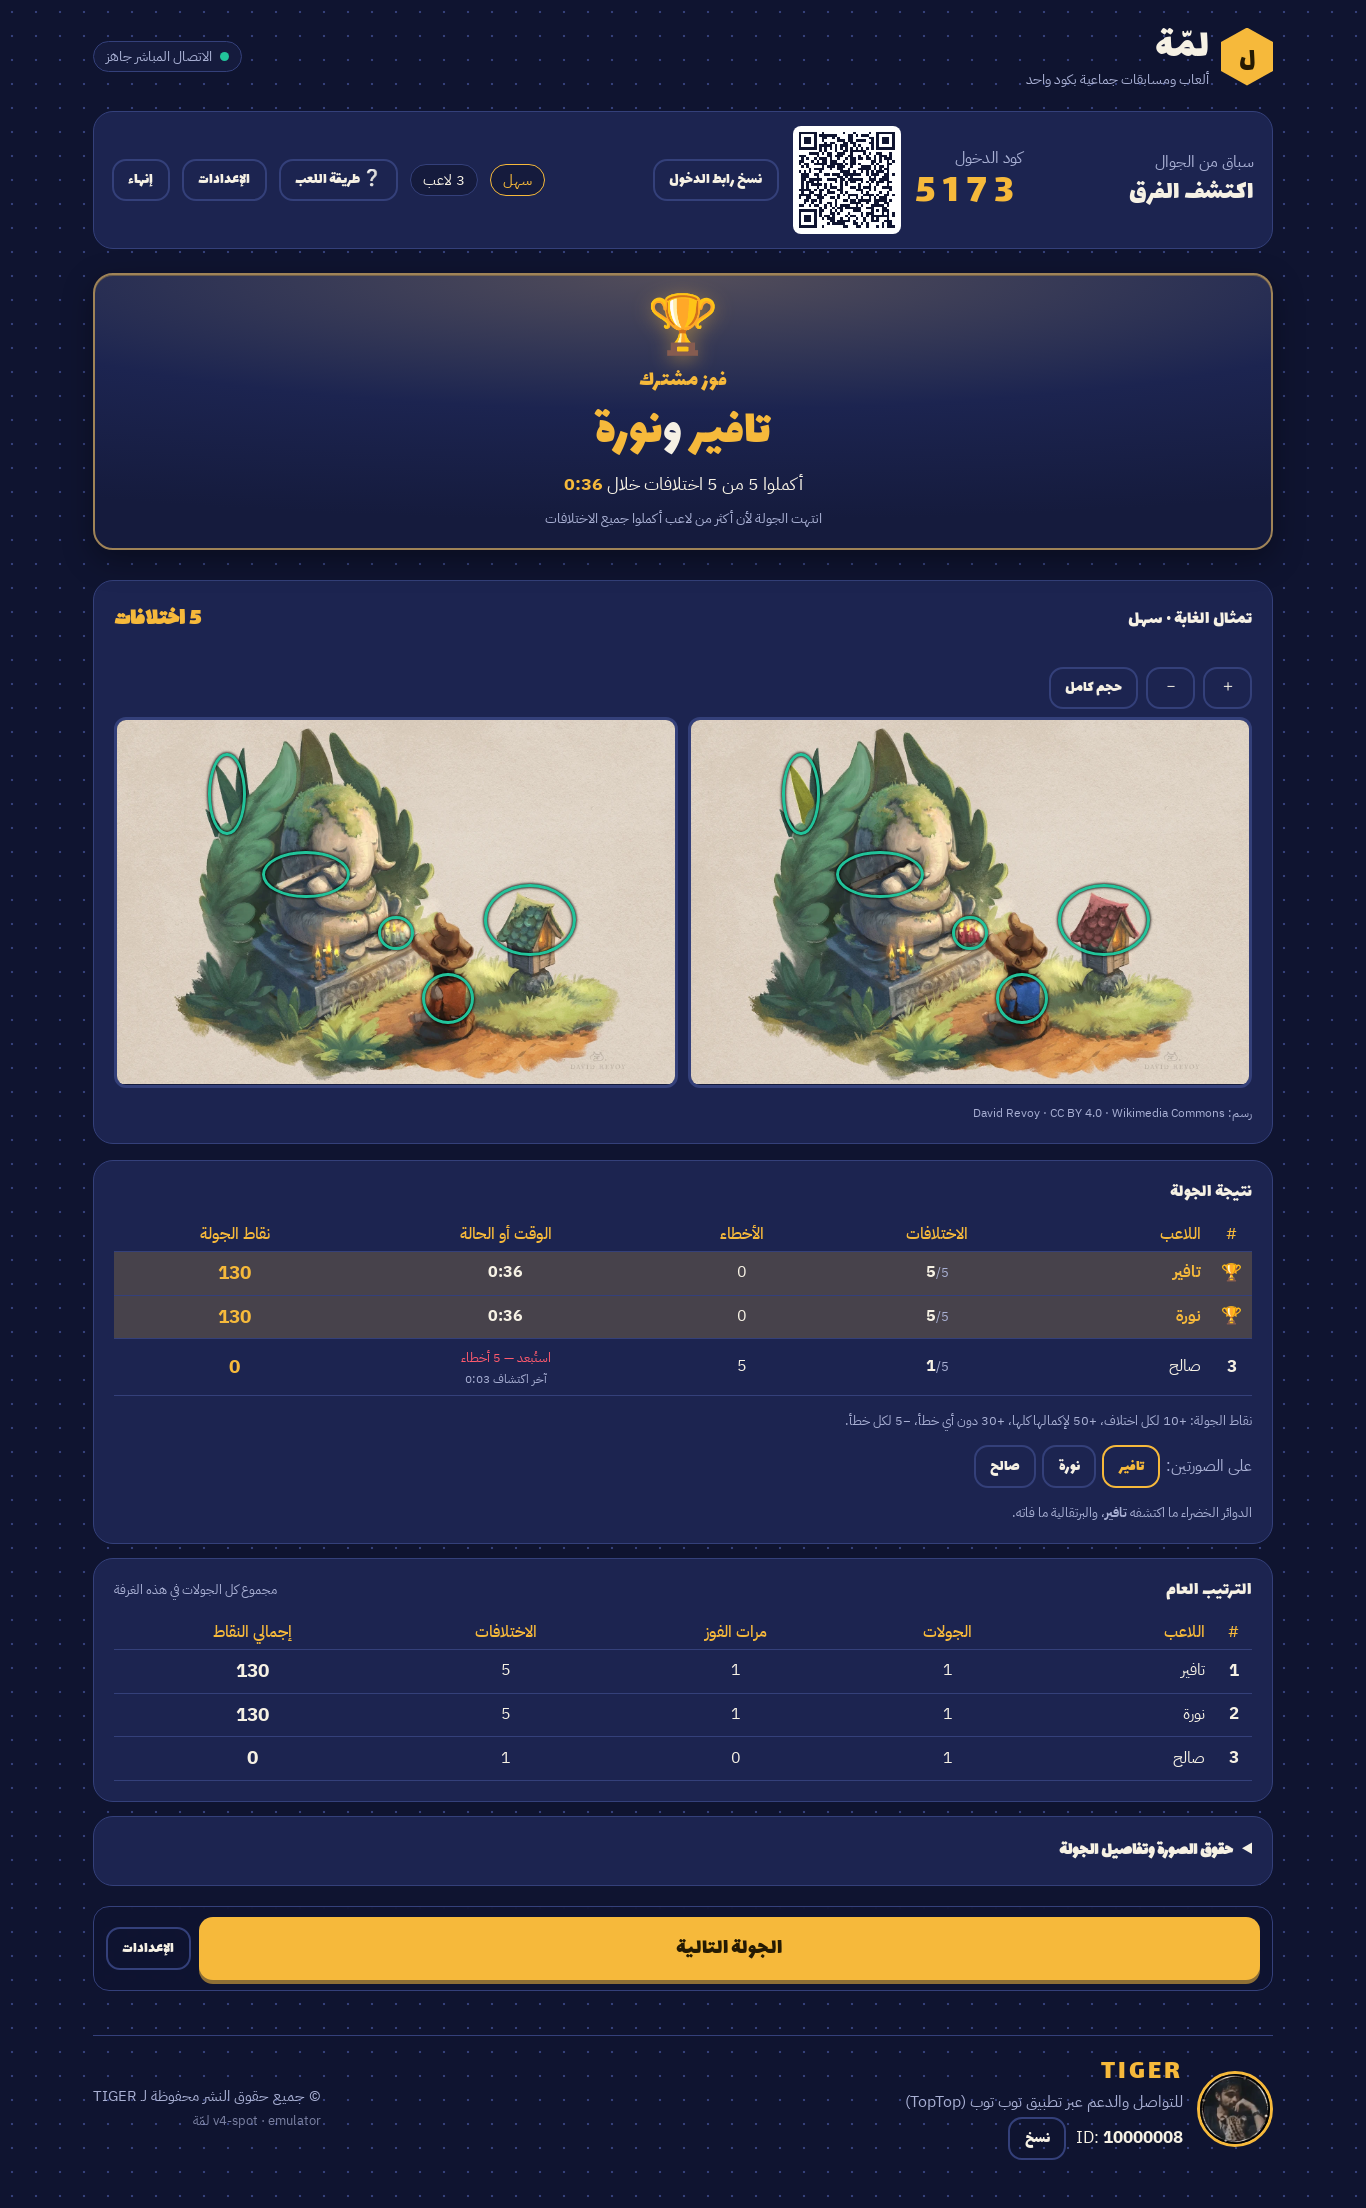 ل
لمّة
ألعاب ومسابقات جماعية بكود واحد
الاتصال المباشر جاهز
سباق من الجوال
اكتشف الفرق
كود الدخول
5173
نسخ رابط الدخول
سهل
3 لاعب
❔ طريقة اللعب
الإعدادات
إنهاء
فوز مشترك
تافير ونورة
أكملوا 5 من 5 اختلافات خلال 0:36
انتهت الجولة لأن أكثر من لاعب أكملوا جميع الاختلافات
تمثال الغابة · سهل
5 اختلافات
+
−
حجم كامل
DAVID REVOY
DAVID REVOY
رسم: David Revoy · CC BY 4.0 · Wikimedia Commons
نتيجة الجولة
# اللاعب الاختلافات الأخطاء الوقت أو الحالة نقاط الجولة
تافير 5/5 0 0:36 130
نورة 5/5 0 0:36 130
3 صالح 1/5 5 استُبعد — 5 أخطاء 0
آخر اكتشاف 0:03
نقاط الجولة: +10 لكل اختلاف، +50 لإكمالها كلها، +30 دون أي خطأ، −5 لكل خطأ.
على الصورتين: تافير نورة صالح
الدوائر الخضراء ما اكتشفه تافير، والبرتقالية ما فاته.
الترتيب العام
مجموع كل الجولات في هذه الغرفة
# اللاعب الجولات مرات الفوز الاختلافات إجمالي النقاط
1 تافير 1 1 5 130
2 نورة 1 1 5 130
3 صالح 1 0 1 0
حقوق الصورة وتفاصيل الجولة
الجولة التالية
الإعدادات
TIGER
للتواصل والدعم عبر تطبيق توب توب (TopTop)
ID: 10000008
نسخ
© جميع حقوق النشر محفوظة لـ TIGER
لمّة v4-spot · emulator